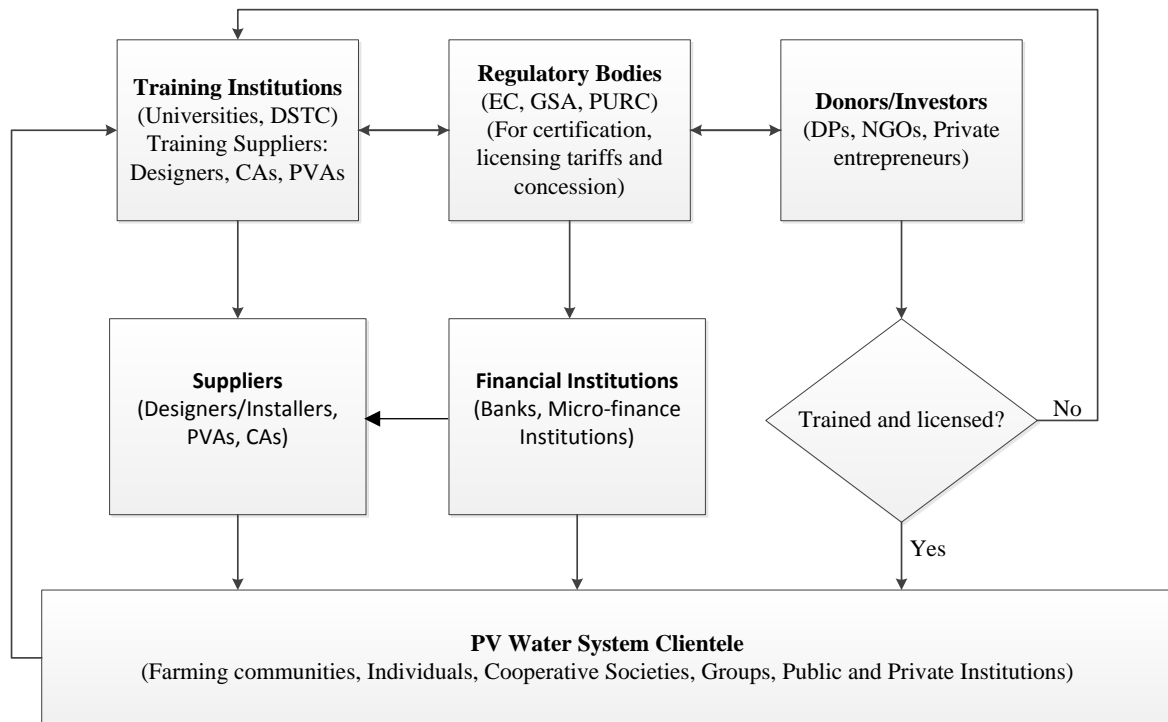 Training Institutions
(Universities, DSTC)
Training Suppliers:
Designers, CAs, PVAs
Regulatory Bodies
(EC, GSA, PURC)
(For certification,
licensing tariffs and
concession)
Donors/Investors
(DPs, NGOs, Private
entrepreneurs)
Suppliers
(Designers/Installers,
PVAs, CAs)
Financial Institutions
(Banks, Micro-finance
Institutions)
Trained and licensed?
No
Yes
PV Water System Clientele
(Farming communities, Individuals, Cooperative Societies, Groups, Public and Private Institutions)